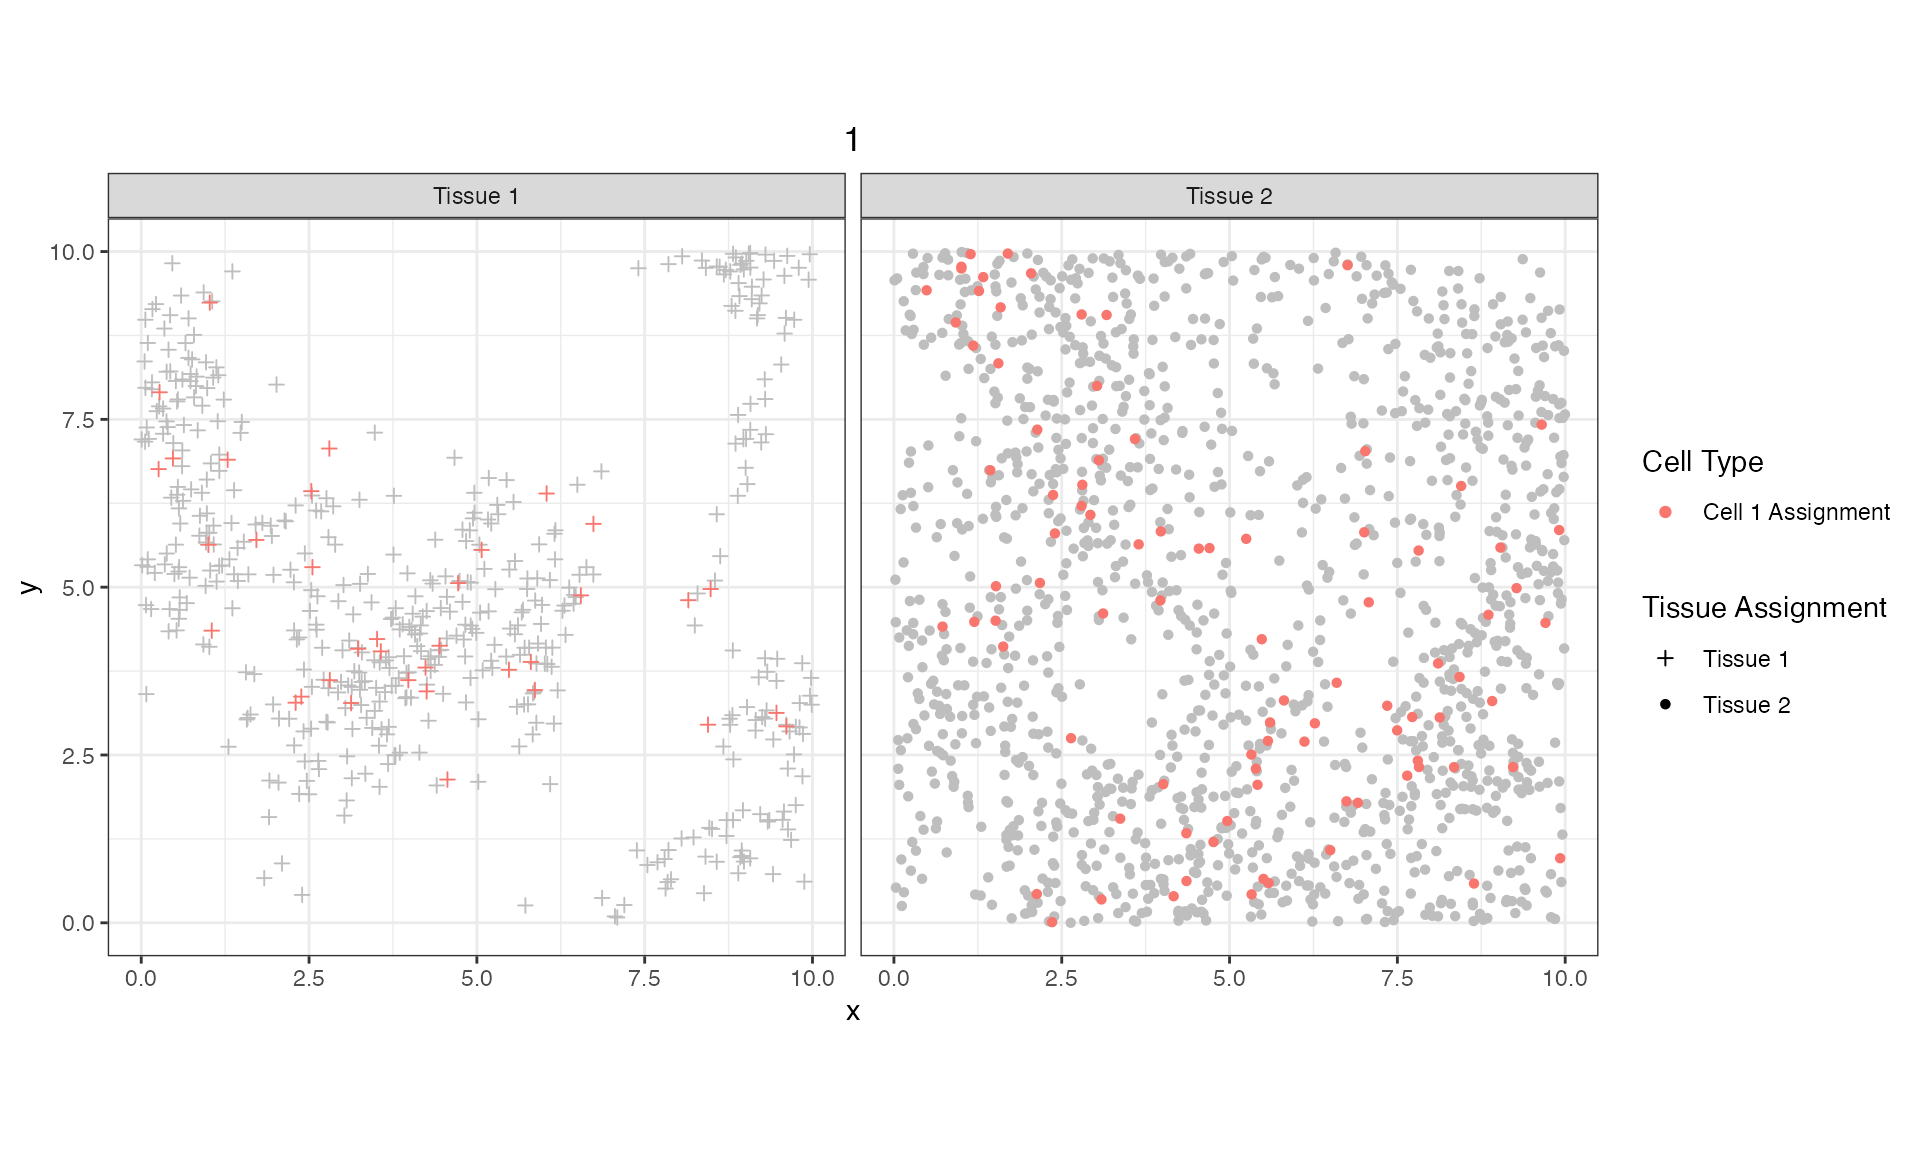 1
Tissue 1
Tissue 2
10.0
7.5
5.0
2.5
0.0
y
0.0 2.5 5.0 7.5 10.0
0.0 2.5 5.0 7.5 10.0
x
Cell Type
Cell 1 Assignment
Tissue Assignment
Tissue 1
Tissue 2